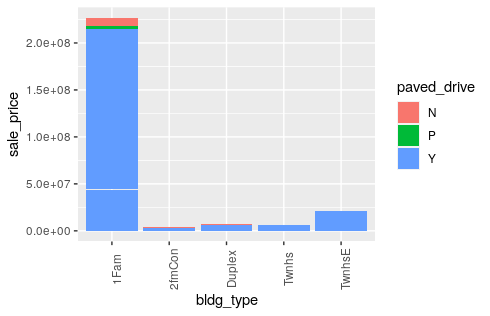 sale_price
2.0e+08
1.5e+08
1.0e+08
5.0e+07
0.0e+00
1Fam
2fmCon
Duplex
Twnhs
TwnhsE
bldg_type
paved_drive
N
P
Y